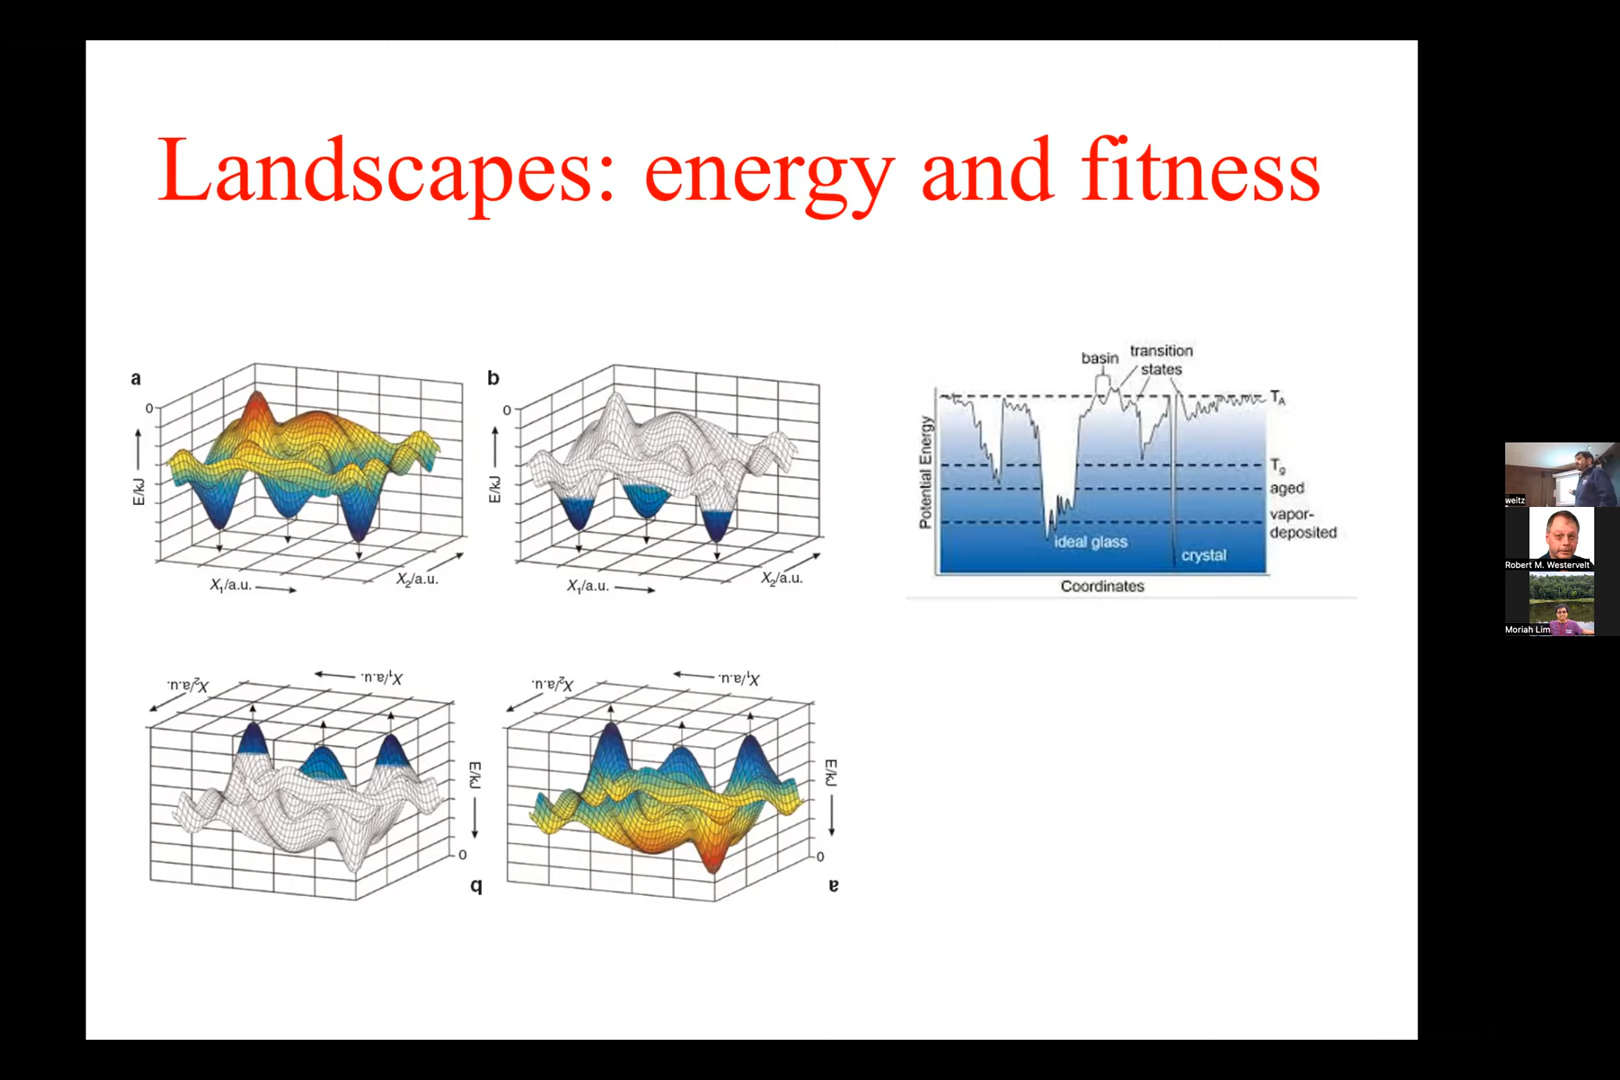 Landscapes: energy and fitness
a
0
E/kJ
X1/a.u.
X2/a.u.
b
0
E/kJ
X1/a.u.
X2/a.u.
basin
transition
states
Potential Energy
TA
Tg
aged
vapor-
deposited
ideal glass
crystal
Coordinates
X2/a.u.
X1/a.u.
E/kJ
0
b
X2/a.u.
X1/a.u.
E/kJ
0
a
weitz
Robert M. Westervelt
Moriah Lim